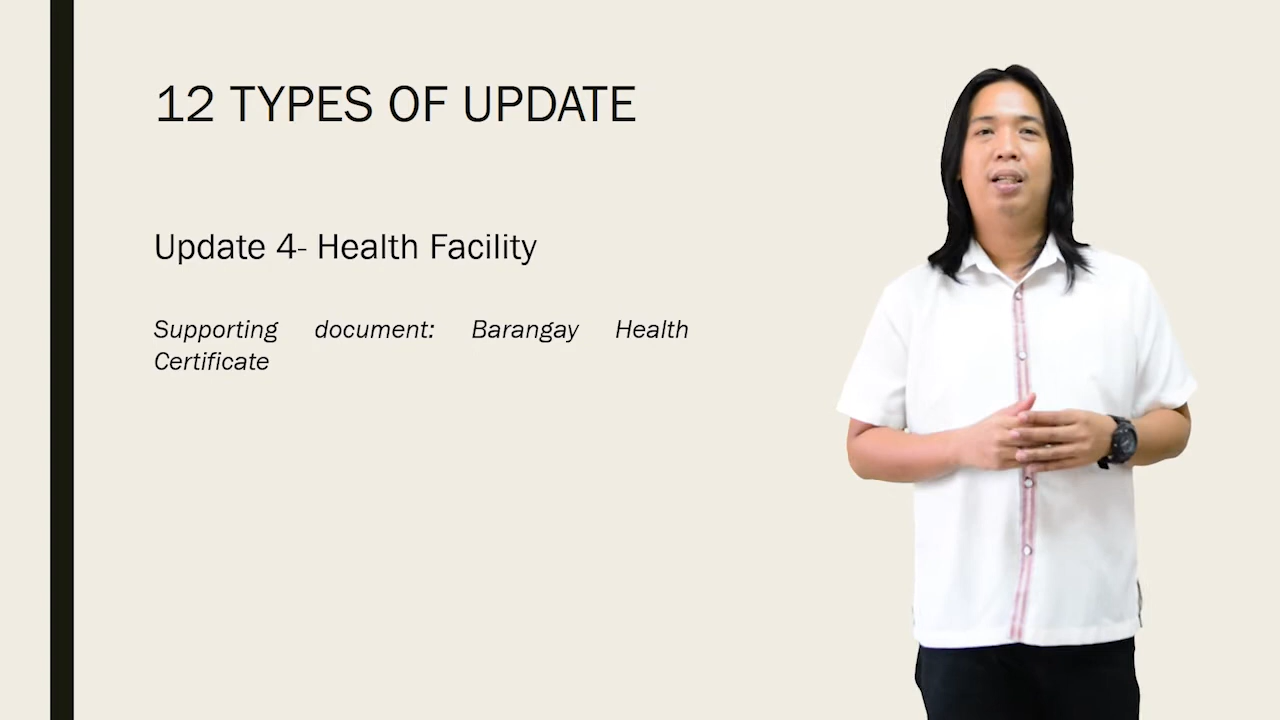 12 TYPES OF UPDATE
Update 4- Health Facility
Supporting document: Barangay Health
Certificate